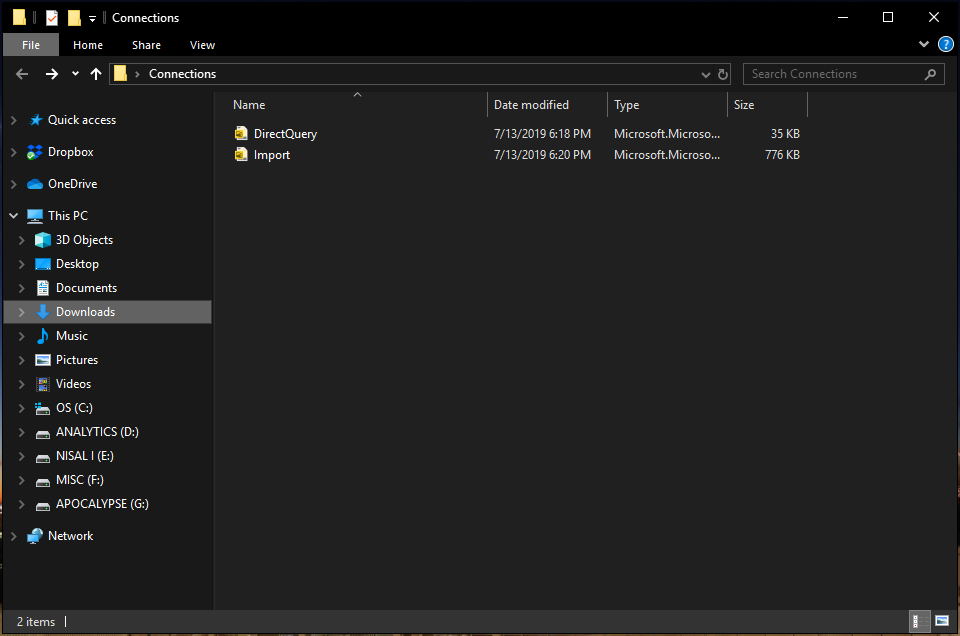 Connections
File Home Share View
?
Connections
Search Connections
Name Date modified Type Size
DirectQuery 7/13/2019 6:18 PM Microsoft.Microso... 35 KB
Import 7/13/2019 6:20 PM Microsoft.Microso... 776 KB
Quick access
Dropbox
OneDrive
This PC
3D Objects
Desktop
Documents
Downloads
Music
Pictures
Videos
OS (C:)
ANALYTICS (D:)
NISAL I (E:)
MISC (F:)
APOCALYPSE (G:)
Network
2 items